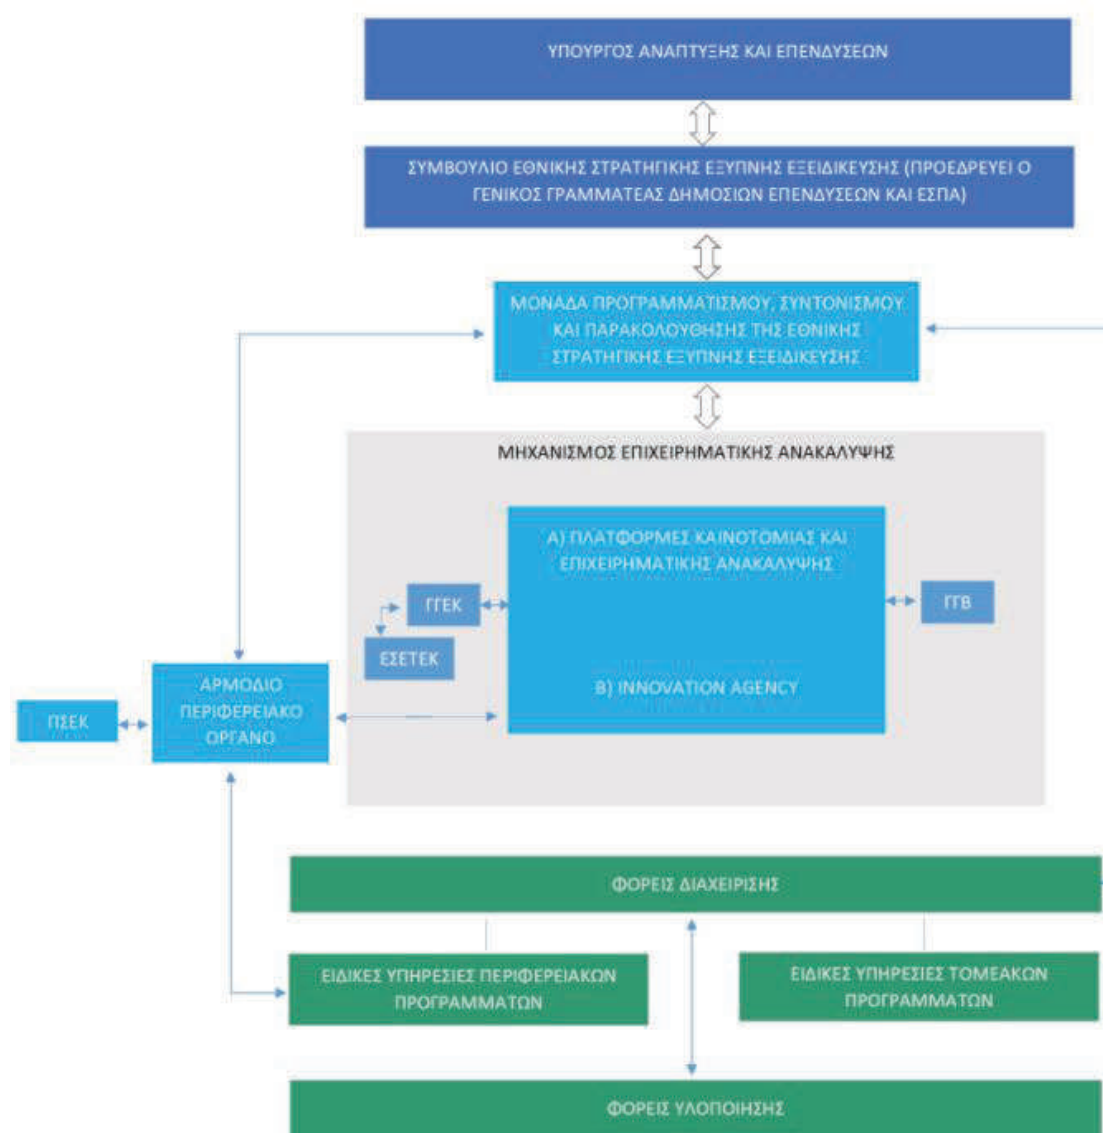 ΥΠΟΥΡΓΟΣ ΑΝΑΠΤΥΞΗΣ ΚΑΙ ΕΠΕΝΔΥΣΕΩΝ
ΣΥΜΒΟΥΛΙΟ ΕΘΝΙΚΗΣ ΣΤΡΑΤΗΓΙΚΗΣ ΕΞΥΠΝΗΣ ΕΞΕΙΔΙΚΕΥΣΗΣ (ΠΡΟΕΔΡΕΥΕΙ Ο
ΓΕΝΙΚΟΣ ΓΡΑΜΜΑΤΕΑΣ ΔΗΜΟΣΙΩΝ ΕΠΕΝΔΥΣΕΩΝ ΚΑΙ ΕΣΠΑ)
ΜΟΝΑΔΑ ΠΡΟΓΡΑΜΜΑΤΙΣΜΟΥ, ΣΥΝΤΟΝΙΣΜΟΥ
ΚΑΙ ΠΑΡΑΚΟΛΟΥΘΗΣΗΣ ΤΗΣ ΕΘΝΙΚΗΣ
ΣΤΡΑΤΗΓΙΚΗΣ ΕΞΥΠΝΗΣ ΕΞΕΙΔΙΚΕΥΣΗΣ
ΜΗΧΑΝΙΣΜΟΣ ΕΠΙΧΕΙΡΗΜΑΤΙΚΗΣ ΑΝΑΚΑΛΥΨΗΣ
Α) ΠΛΑΤΦΟΡΜΕΣ ΚΑΙΝΟΤΟΜΙΑΣ ΚΑΙ
ΕΠΙΧΕΙΡΗΜΑΤΙΚΗΣ ΑΝΑΚΑΛΥΨΗΣ
ΓΓΕΚ
ΓΓΒ
ΕΣΕΤΕΚ
Β) INNOVATION AGENCY
ΑΡΜΟΔΙΟ
ΠΕΡΙΦΕΡΕΙΑΚΟ
ΟΡΓΑΝΟ
ΠΣΕΚ
ΦΟΡΕΙΣ ΔΙΑΧΕΙΡΙΣΗΣ
ΕΙΔΙΚΕΣ ΥΠΗΡΕΣΙΕΣ ΠΕΡΙΦΕΡΕΙΑΚΩΝ
ΠΡΟΓΡΑΜΜΑΤΩΝ
ΕΙΔΙΚΕΣ ΥΠΗΡΕΣΙΕΣ ΤΟΜΕΑΚΩΝ
ΠΡΟΓΡΑΜΜΑΤΩΝ
ΦΟΡΕΙΣ ΥΛΟΠΟΙΗΣΗΣ